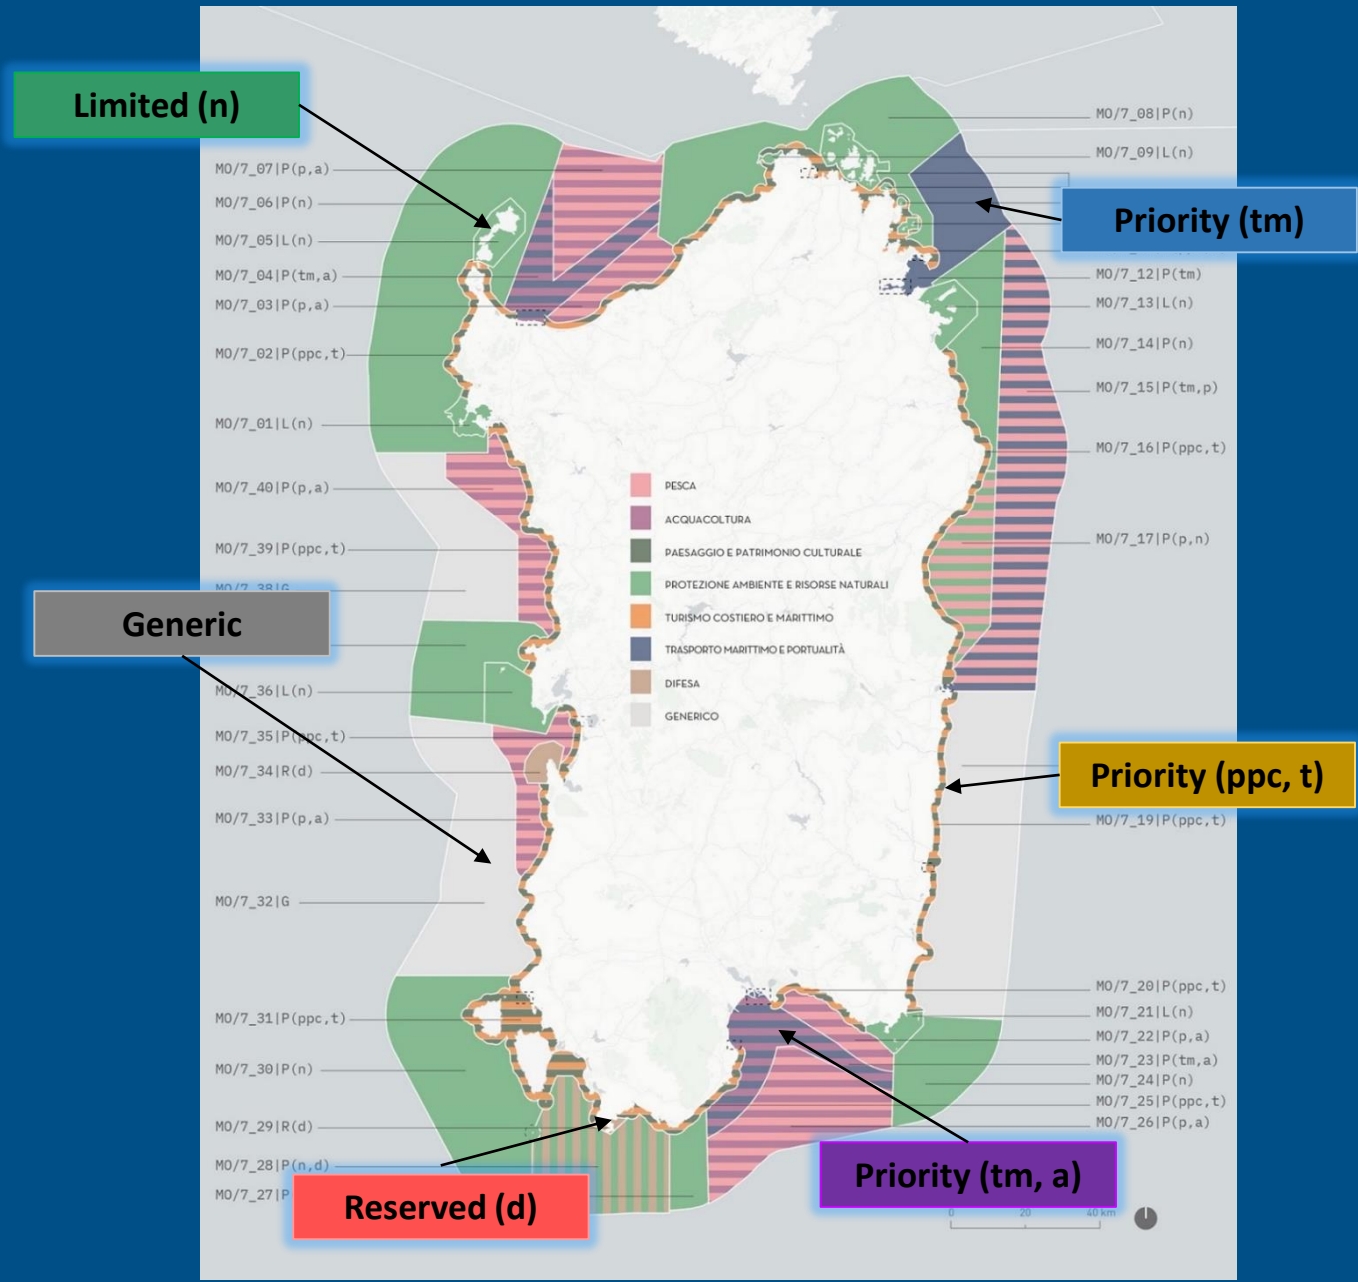 Limited (n)
MO/7_07|P(p,a)
MO/7_06|P(n)
MO/7_05|L(n)
MO/7_04|P(tm,a)
MO/7_03|P(p,a)
MO/7_02|P(ppc,t)
MO/7_01|L(n)
MO/7_40|P(p,a)
MO/7_39|P(ppc,t)
MO/7_38|G
Generic
MO/7_36|L(n)
MO/7_35|P(ppc,t)
MO/7_34|R(d)
MO/7_33|P(p,a)
MO/7_32|G
MO/7_31|P(ppc,t)
MO/7_30|P(n)
MO/7_29|R(d)
MO/7_28|P(n,d)
MO/7_27|P
Reserved (d)
PESCA
ACQUACOLTURA
PAESAGGIO E PATRIMONIO CULTURALE
PROTEZIONE AMBIENTE E RISORSE NATURALI
TURISMO COSTIERO E MARITTIMO
TRASPORTO MARITTIMO E PORTUALITÀ
DIFESA
GENERICO
MO/7_08|P(n)
MO/7_09|L(n)
Priority (tm)
MO/7_12|P(tm)
MO/7_13|L(n)
MO/7_14|P(n)
MO/7_15|P(tm,p)
MO/7_16|P(ppc,t)
MO/7_17|P(p,n)
Priority (ppc, t)
MO/7_19|P(ppc,t)
MO/7_20|P(ppc,t)
MO/7_21|L(n)
MO/7_22|P(p,a)
MO/7_23|P(tm,a)
MO/7_24|P(n)
MO/7_25|P(ppc,t)
MO/7_26|P(p,a)
Priority (tm, a)
0 20 40 km